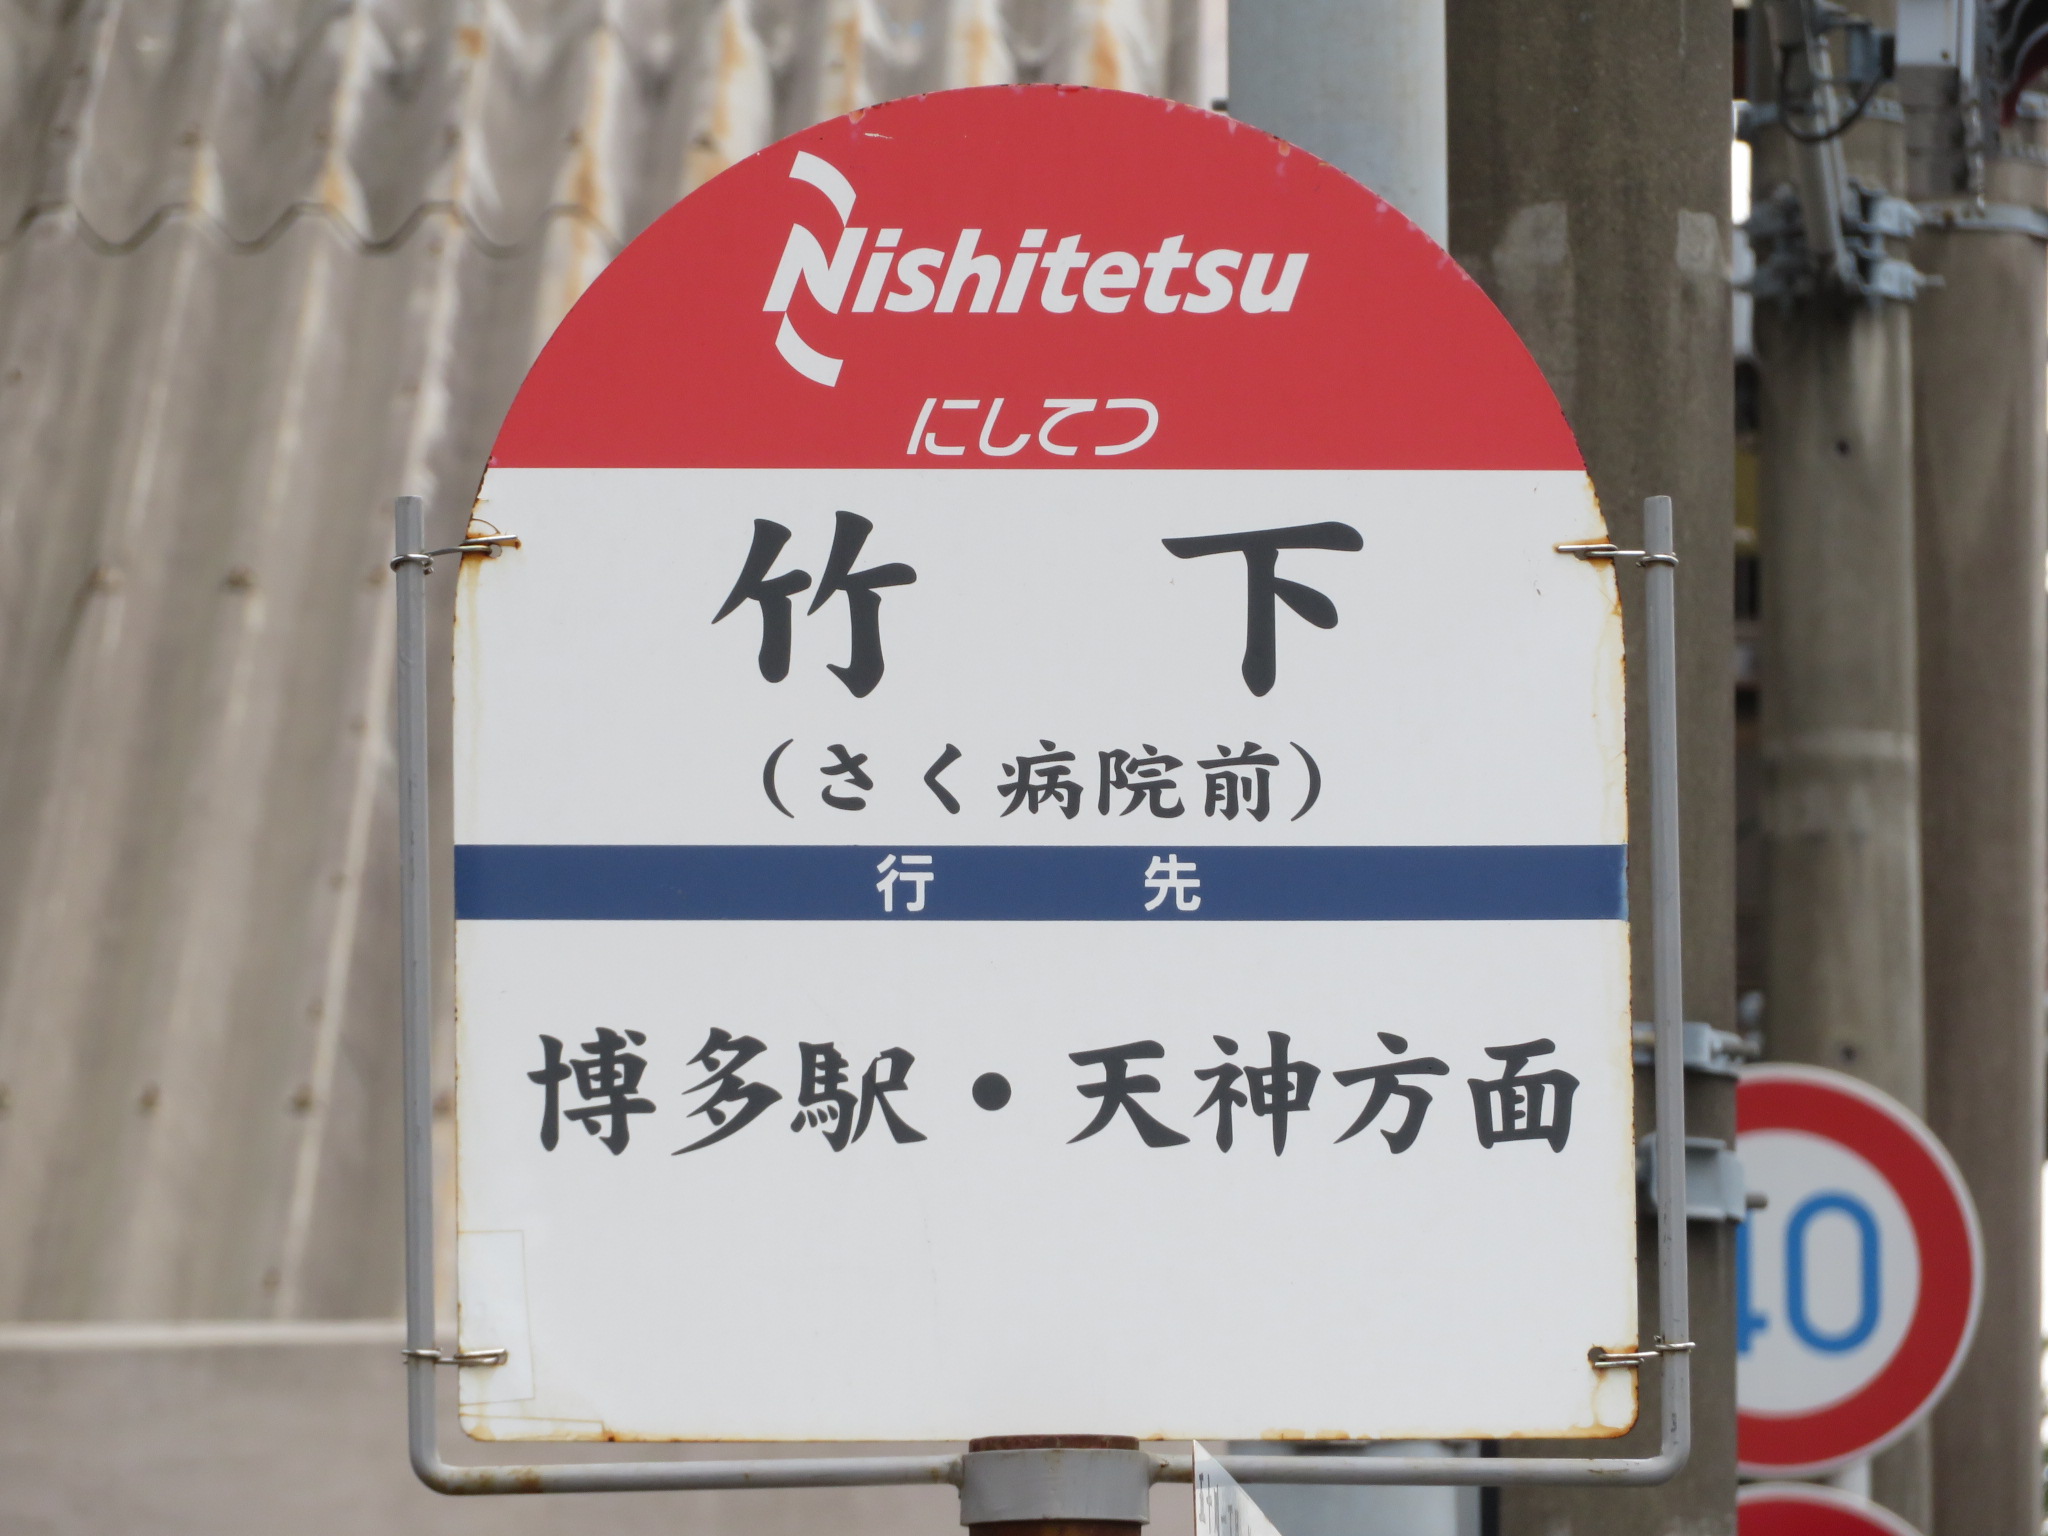 Nishitetsu
にしてつ
竹下
(さく病院前)
行先
博多駅・天神方面
40